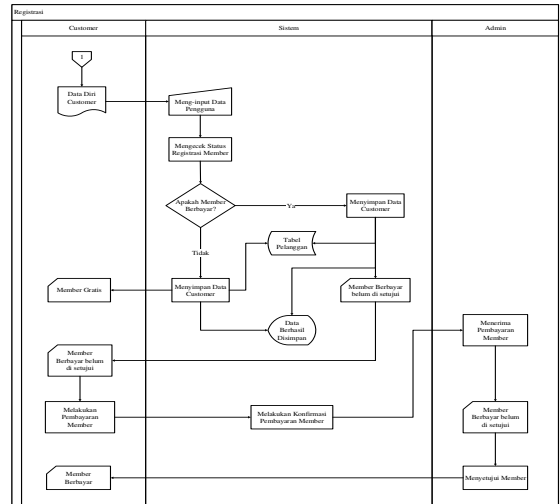 Registrasi
Customer
Sistem
Admin
1
Data Diri
Customer
Meng-input Data
Pengguna
Mengecek Status
Registrasi Member
Apakah Member
Berbayar?
Ya
Menyimpan Data
Customer
Tidak
Tabel
Pelanggan
Member Gratis
Menyimpan Data
Customer
Member Berbayar
belum di setujui
Data
Berhasil
Disimpan
Menerima
Pembayaran
Member
Member
Berbayar belum
di setujui
Melakukan
Pembayaran
Member
Melakukan Konfirmasi
Pembayaran Member
Member
Berbayar belum
di setujui
Member
Berbayar
Menyetujui Member